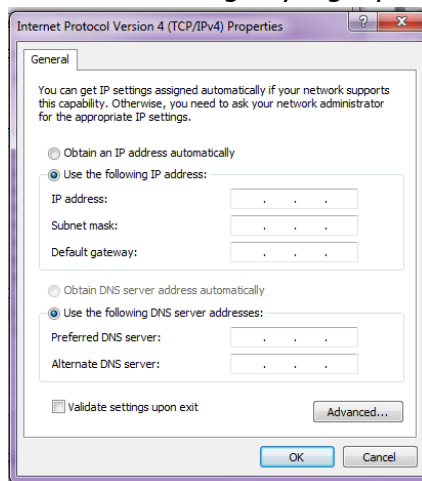 Internet Protocol Version 4 (TCP/IPv4) Properties
General
You can get IP settings assigned automatically if your network supports
this capability. Otherwise, you need to ask your network administrator
for the appropriate IP settings.
Obtain an IP address automatically
Use the following IP address:
IP address:
Subnet mask:
Default gateway:
Obtain DNS server address automatically
Use the following DNS server addresses:
Preferred DNS server:
Alternate DNS server:
Validate settings upon exit
Advanced...
OK Cancel